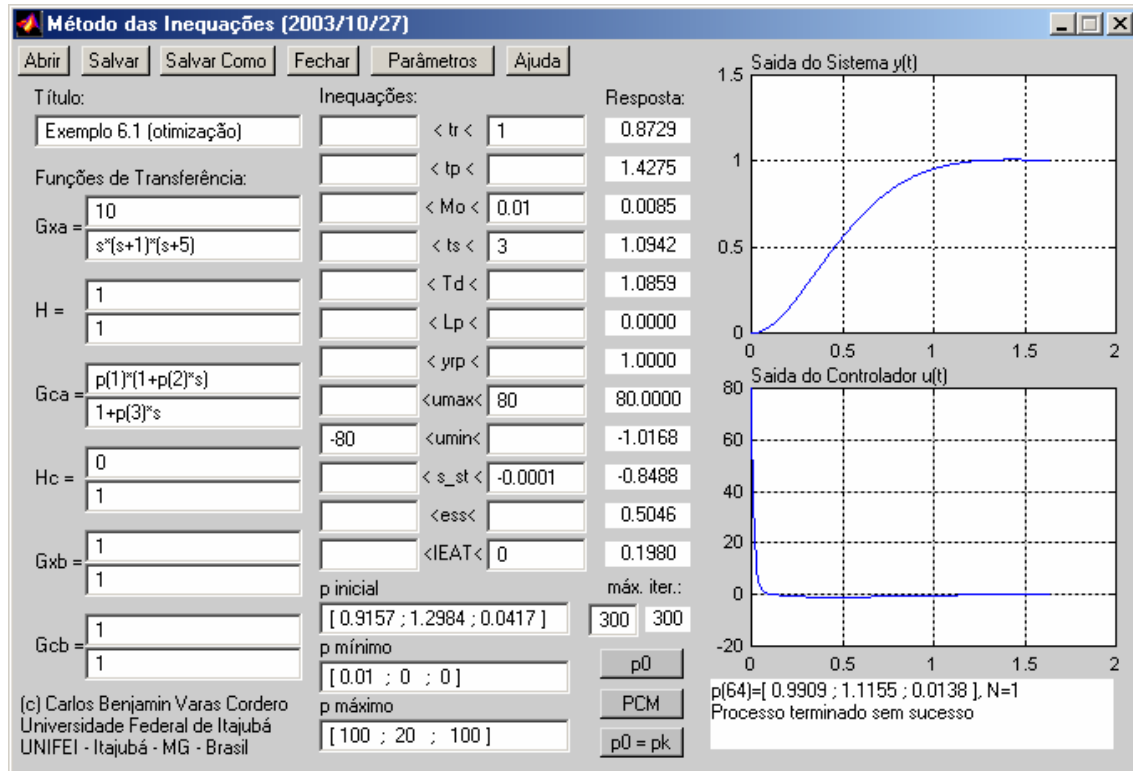 Método das Inequações (2003/10/27)
Abrir Salvar Salvar Como Fechar Parâmetros Ajuda
Título:
Exemplo 6.1 (otimização)
Funções de Transferência:
Gxa =
10
s*(s+1)*(s+5)
H =
1
1
Gca =
p(1)*(1+p(2)*s)
1+p(3)*s
Hc =
0
1
Gxb =
1
1
Gcb =
1
1
(c) Carlos Benjamin Varas Cordero
Universidade Federal de Itajubá
UNIFEI - Itajubá - MG - Brasil
Inequações: Resposta:
< tr < 1 0.8729
< tp < 1.4275
< Mo < 0.01 0.0085
< ts < 3 1.0942
< Td < 1.0859
< Lp < 0.0000
< yrp < 1.0000
<umax< 80 80.0000
-80 <umin< -1.0168
< s_st < -0.0001 -0.8488
<ess< 0.5046
<IEAT< 0 0.1980
p inicial
[ 0.9157 ; 1.2984 ; 0.0417 ]
p mínimo
[ 0.01 ; 0 ; 0 ]
p máximo
[ 100 ; 20 ; 100 ]
máx. iter.:
300 300
p0
PCM
p0 = pk
Saida do Sistema y(t)
1.5
1
0.5
0
0 0.5 1 1.5 2
Saida do Controlador u(t)
80
60
40
20
0
-20
0 0.5 1 1.5 2
p(64)=[ 0.9909 ; 1.1155 ; 0.0138 ], N=1
Processo terminado sem sucesso